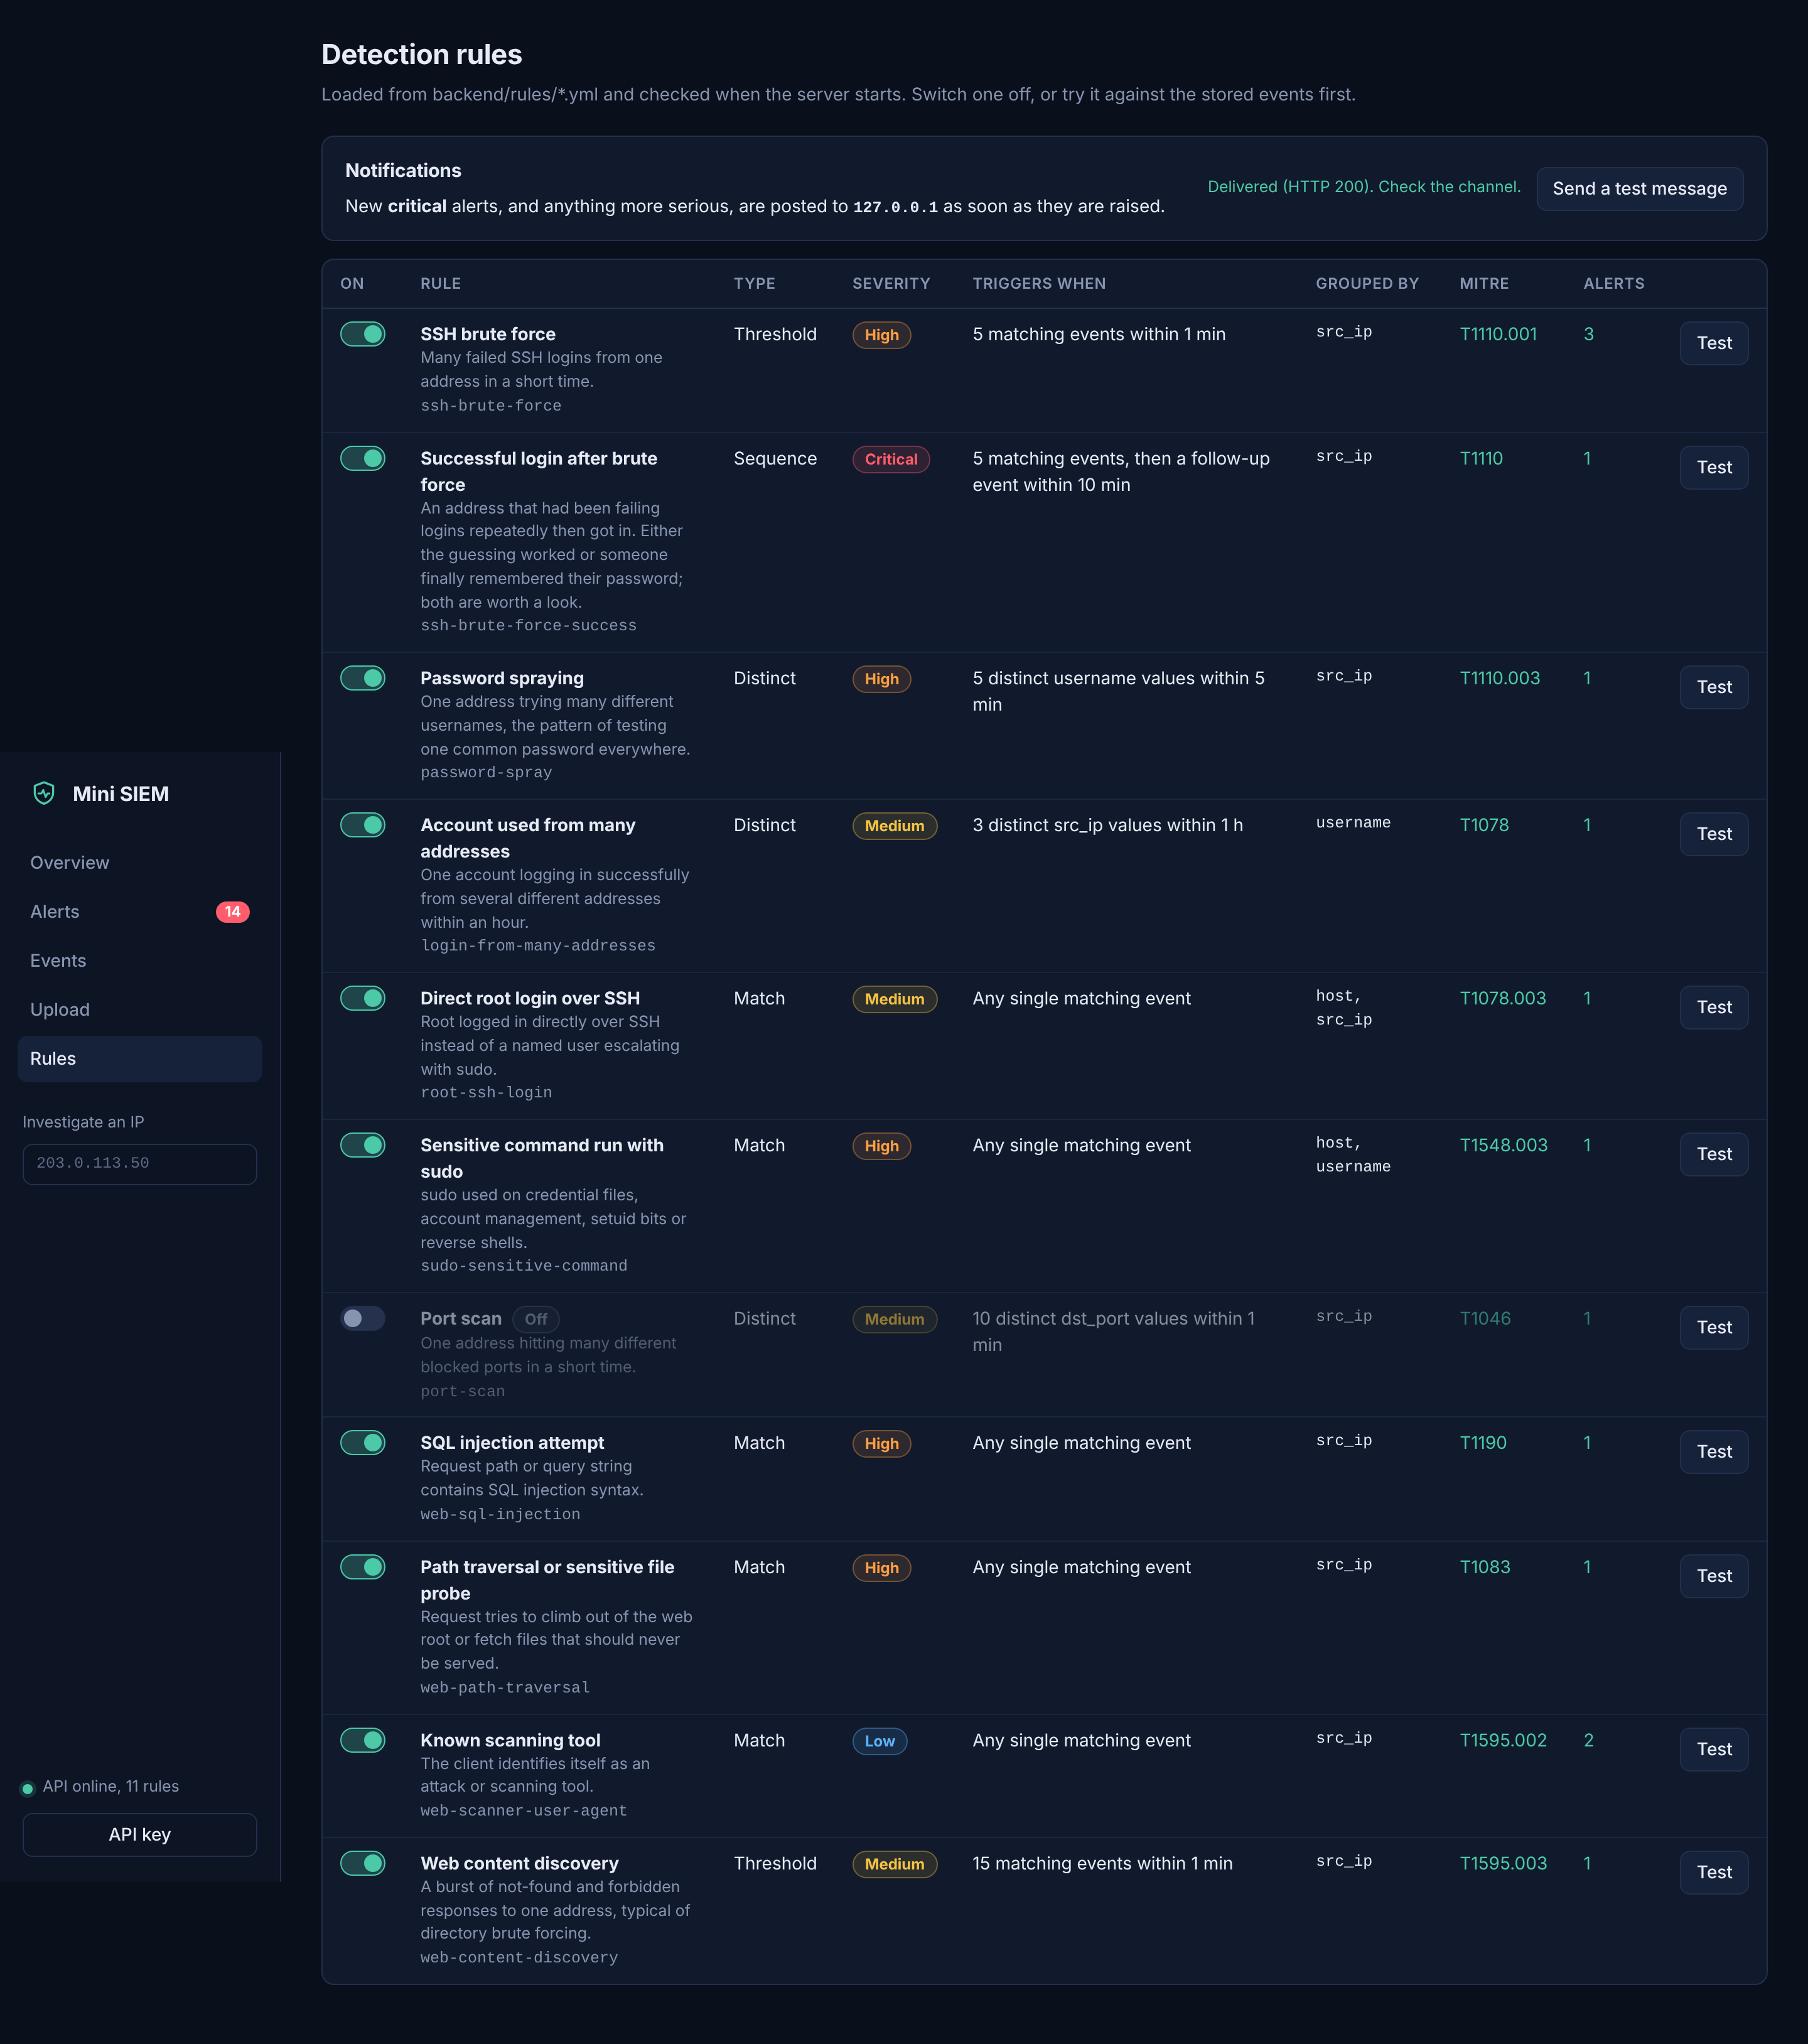 Detection rules
Loaded from backend/rules/*.yml and checked when the server starts. Switch one off, or try it against the stored events first.
Notifications
New critical alerts, and anything more serious, are posted to 127.0.0.1 as soon as they are raised.
Delivered (HTTP 200). Check the channel.
Send a test message
ON RULE TYPE SEVERITY TRIGGERS WHEN GROUPED BY MITRE ALERTS
SSH brute force Threshold High 5 matching events within 1 min src_ip T1110.001 3 Test
Many failed SSH logins from one
address in a short time.
ssh-brute-force
Successful login after brute Sequence Critical 5 matching events, then a follow-up src_ip T1110 1 Test
force event within 10 min
An address that had been failing
logins repeatedly then got in. Either
the guessing worked or someone
finally remembered their password;
both are worth a look.
ssh-brute-force-success
Password spraying Distinct High 5 distinct username values within 5 src_ip T1110.003 1 Test
min
One address trying many different
usernames, the pattern of testing
one common password everywhere.
password-spray
Account used from many Distinct Medium 3 distinct src_ip values within 1 h username T1078 1 Test
addresses
One account logging in successfully
from several different addresses
within an hour.
login-from-many-addresses
Direct root login over SSH Match Medium Any single matching event host, T1078.003 1 Test
src_ip
Root logged in directly over SSH
instead of a named user escalating
with sudo.
root-ssh-login
Sensitive command run with Match High Any single matching event host, T1548.003 1 Test
sudo username
sudo used on credential files,
account management, setuid bits or
reverse shells.
sudo-sensitive-command
Port scan Off Distinct Medium 10 distinct dst_port values within 1 src_ip T1046 1 Test
min
One address hitting many different
blocked ports in a short time.
port-scan
SQL injection attempt Match High Any single matching event src_ip T1190 1 Test
Request path or query string
contains SQL injection syntax.
web-sql-injection
Path traversal or sensitive file Match High Any single matching event src_ip T1083 1 Test
probe
Request tries to climb out of the web
root or fetch files that should never
be served.
web-path-traversal
Known scanning tool Match Low Any single matching event src_ip T1595.002 2 Test
The client identifies itself as an
attack or scanning tool.
web-scanner-user-agent
Web content discovery Threshold Medium 15 matching events within 1 min src_ip T1595.003 1 Test
A burst of not-found and forbidden
responses to one address, typical of
directory brute forcing.
web-content-discovery
Mini SIEM
Overview
Alerts 14
Events
Upload
Rules
Investigate an IP
203.0.113.50
API online, 11 rules
API key